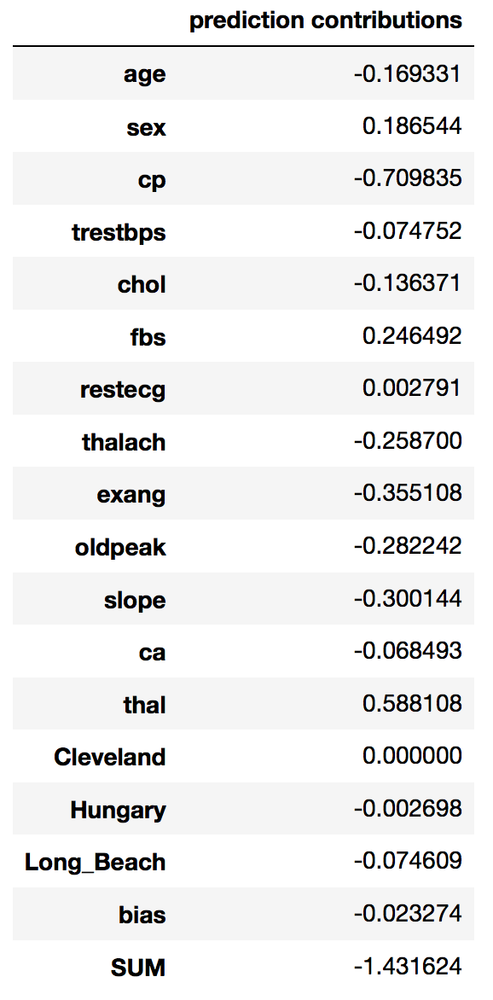 prediction contributions
age -0.169331
sex 0.186544
cp -0.709835
trestbps -0.074752
chol -0.136371
fbs 0.246492
restecg 0.002791
thalach -0.258700
exang -0.355108
oldpeak -0.282242
slope -0.300144
ca -0.068493
thal 0.588108
Cleveland 0.000000
Hungary -0.002698
Long_Beach -0.074609
bias -0.023274
SUM -1.431624